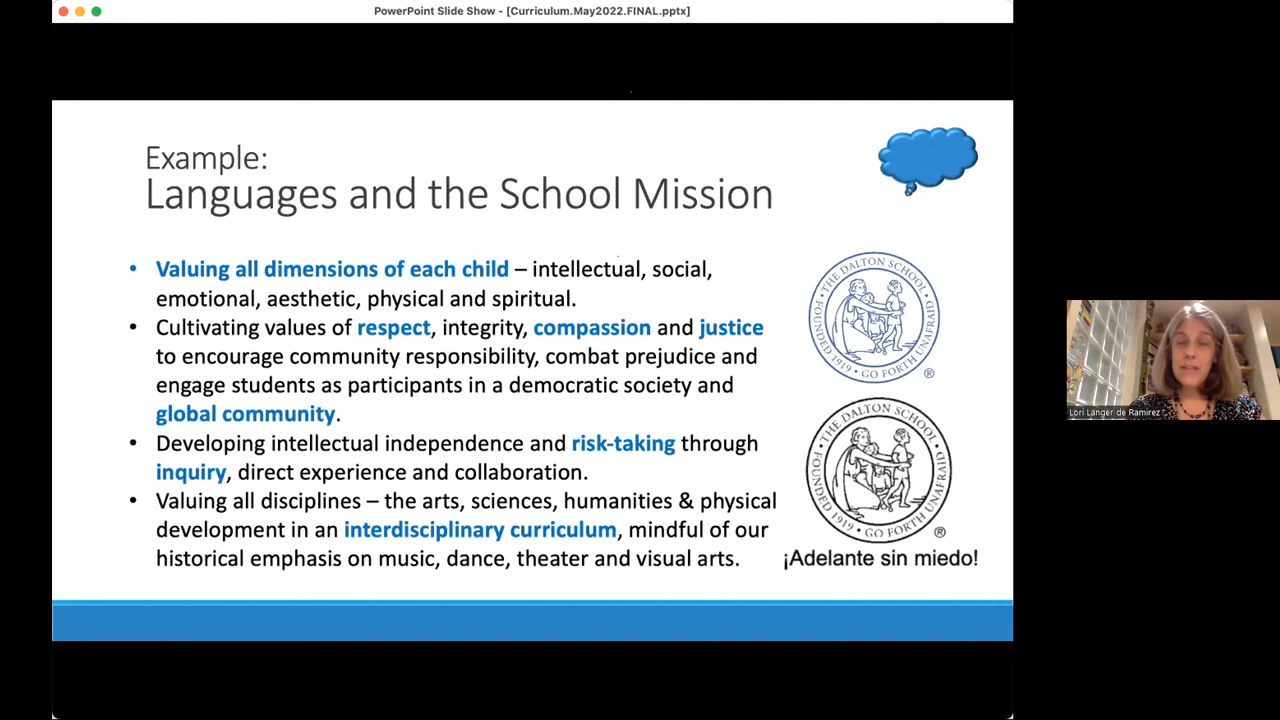 PowerPoint Slide Show - [Curriculum.May2022.FINAL.pptx]
Example:
Languages and the School Mission
• Valuing all dimensions of each child – intellectual, social,
emotional, aesthetic, physical and spiritual.
• Cultivating values of respect, integrity, compassion and justice
to encourage community responsibility, combat prejudice and
engage students as participants in a democratic society and
global community.
• Developing intellectual independence and risk-taking through
inquiry, direct experience and collaboration.
• Valuing all disciplines – the arts, sciences, humanities & physical
development in an interdisciplinary curriculum, mindful of our
historical emphasis on music, dance, theater and visual arts.
· THE DALTON SCHOOL ·
FOUNDED 1919 · GO FORTH UNAFRAID
®
· THE DALTON SCHOOL ·
FOUNDED 1919 · GO FORTH UNAFRAID
®
¡Adelante sin miedo!
Lori Langer de Ramirez